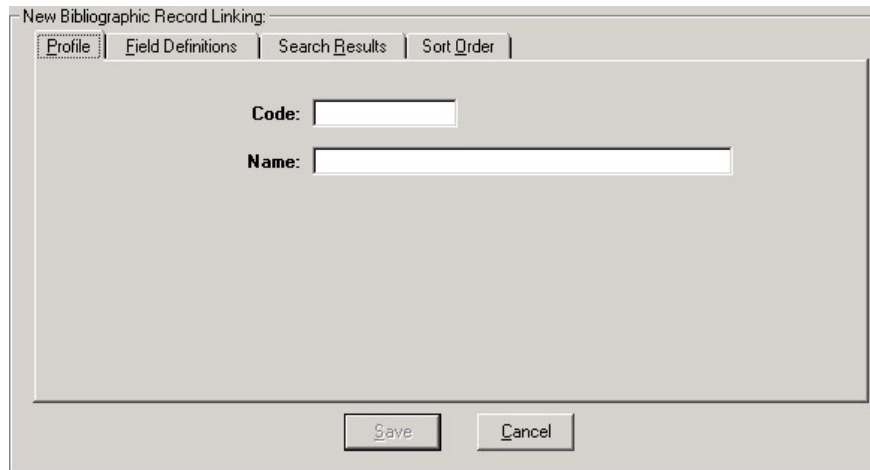 New Bibliographic Record Linking:
Profile Field Definitions Search Results Sort Order
Code:
Name:
Save Cancel